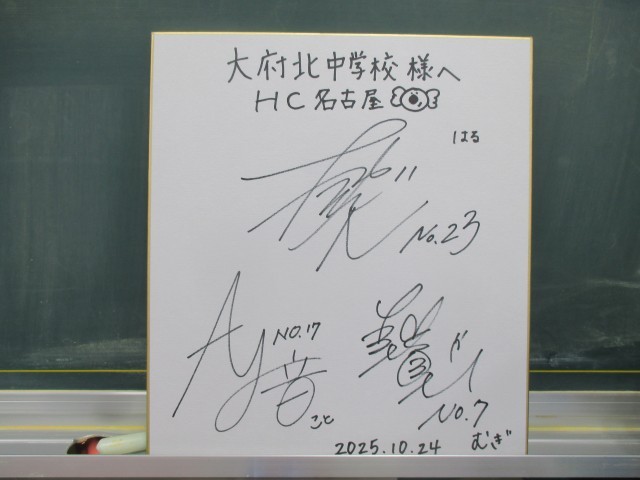 大府北中学校様へ
HC名古屋
はる
No.23
NO.17
音
こと
No.7
むぎ
2025.10.24